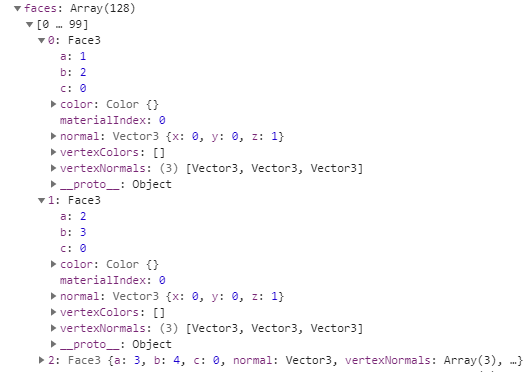 ▼faces: Array(128)
▼[0 … 99]
▼0: Face3
a: 1
b: 2
c: 0
▶color: Color {}
materialIndex: 0
▶normal: Vector3 {x: 0, y: 0, z: 1}
▶vertexColors: []
▶vertexNormals: (3) [Vector3, Vector3, Vector3]
▶__proto__: Object
▼1: Face3
a: 2
b: 3
c: 0
▶color: Color {}
materialIndex: 0
▶normal: Vector3 {x: 0, y: 0, z: 1}
▶vertexColors: []
▶vertexNormals: (3) [Vector3, Vector3, Vector3]
▶__proto__: Object
▶2: Face3 {a: 3, b: 4, c: 0, normal: Vector3, vertexNormals: Array(3), …}